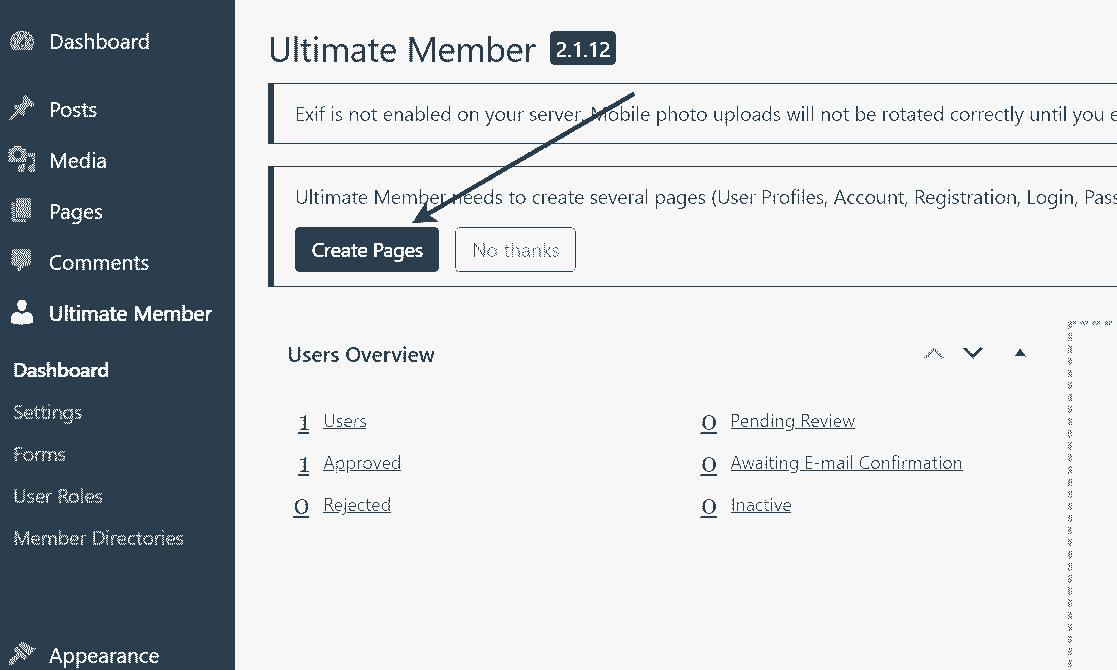 Dashboard
Posts
Media
Pages
Comments
Ultimate Member
Dashboard
Settings
Forms
User Roles
Member Directories
Appearance
Ultimate Member 2.1.12
Exif is not enabled on your server. Mobile photo uploads will not be rotated correctly until you e
Ultimate Member needs to create several pages (User Profiles, Account, Registration, Login, Pass
Create Pages No thanks
Users Overview
1 Users 0 Pending Review
1 Approved 0 Awaiting E-mail Confirmation
0 Rejected 0 Inactive